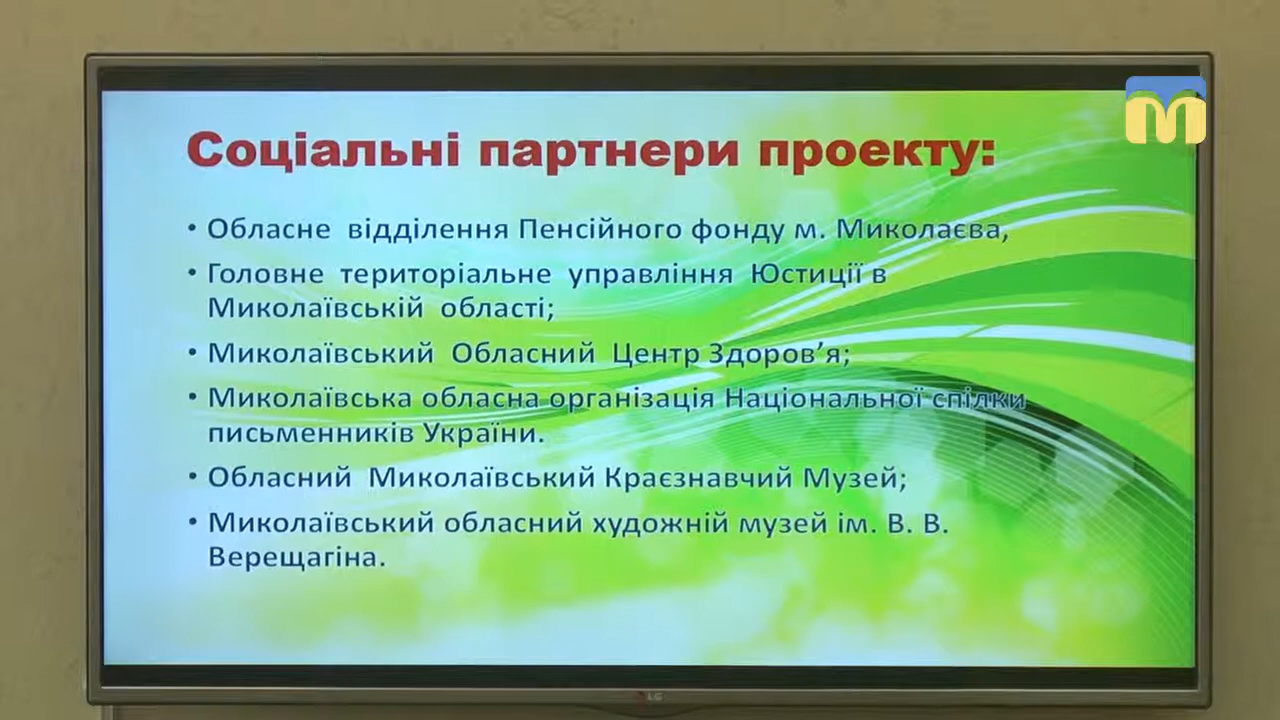 Соціальні партнери проекту:
• Обласне відділення Пенсійного фонду м. Миколаєва,
• Головне територіальне управління Юстиції в
Миколаївській області;
• Миколаївський Обласний Центр Здоров’я;
• Миколаївська обласна організація Національної спілки
письменників України.
• Обласний Миколаївський Краєзнавчий Музей;
• Миколаївський обласний художній музей ім. В. В.
Верещагіна.
LG